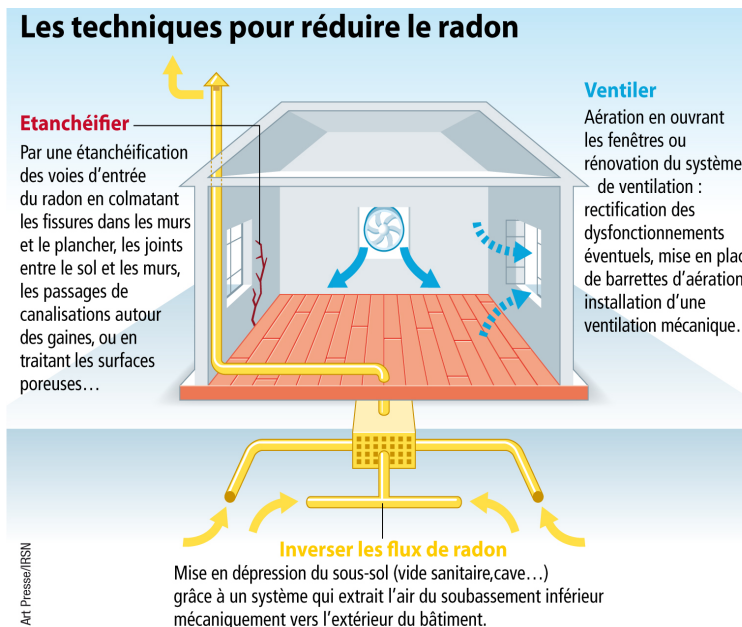 Les techniques pour réduire le radon
Etanchéifier
Par une étanchéification
des voies d'entrée
du radon en colmatant
les fissures dans les murs
et le plancher, les joints
entre le sol et les murs,
les passages de
canalisations autour
des gaines, ou en
traitant les surfaces
poreuses…
Ventiler
Aération en ouvrant
les fenêtres ou
rénovation du système
de ventilation :
rectification des
dysfonctionnements
éventuels, mise en plac
de barrettes d'aération
installation d'une
ventilation mécanique.
Inverser les flux de radon
Mise en dépression du sous-sol (vide sanitaire,cave…)
grâce à un système qui extrait l'air du soubassement inférieur
mécaniquement vers l'extérieur du bâtiment.
Art Presse/IRSN